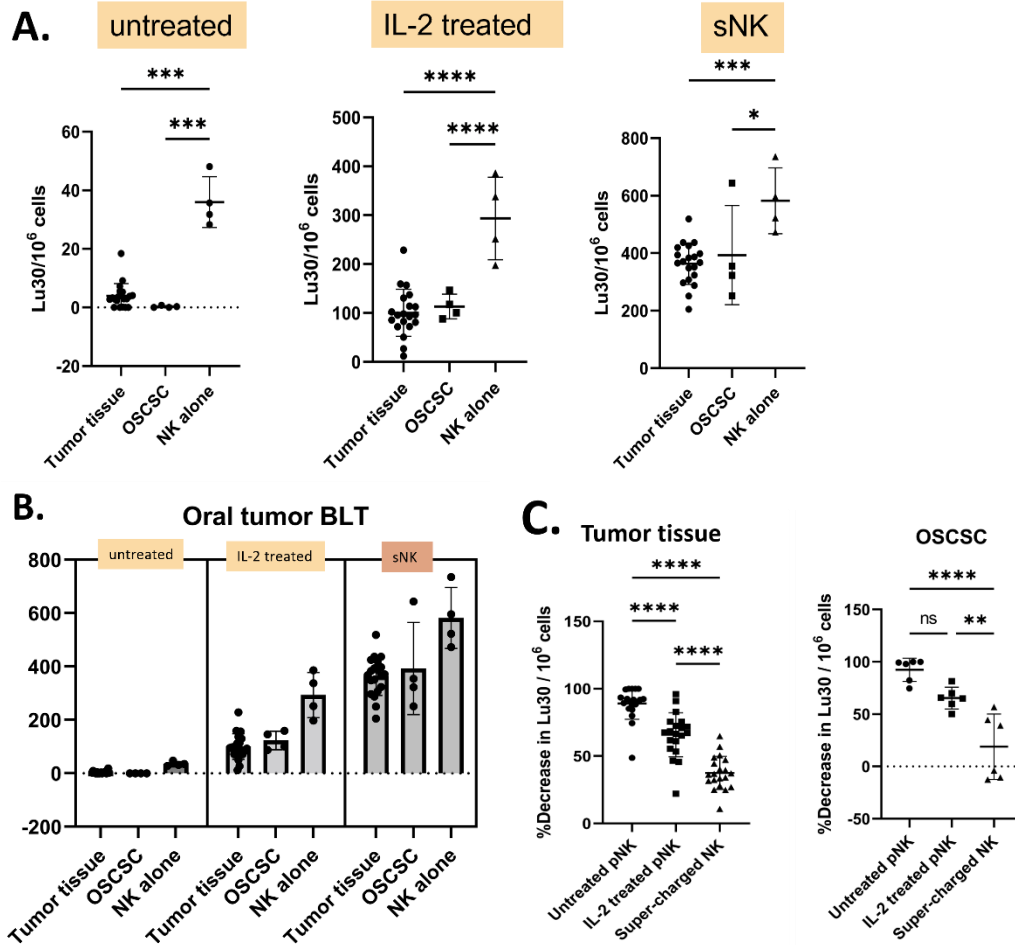 A.
untreated
IL-2 treated
sNK
***
***
Lu30/10⁶ cells
60
40
20
0
-20
Tumor tissue
OSCSC
NK alone
****
****
Lu30/10⁶ cells
500
400
300
200
100
0
Tumor tissue
OSCSC
NK alone
***
*
Lu30/10⁶ cells
800
600
400
200
0
Tumor tissue
OSCSC
NK alone
B.
Oral tumor BLT
untreated
IL-2 treated
sNK
800
600
400
200
0
-200
Tumor tissue
OSCSC
NK alone
Tumor tissue
OSCSC
NK alone
Tumor tissue
OSCSC
NK alone
C.
Tumor tissue
****
****
****
%Decrease in Lu30 / 10⁶ cells
150
100
50
0
Untreated pNK
IL-2 treated pNK
Super-charged NK
OSCSC
****
ns
**
%Decrease in Lu30 / 10⁶ cells
150
100
50
0
-50
Untreated pNK
IL-2 treated pNK
Super-charged NK